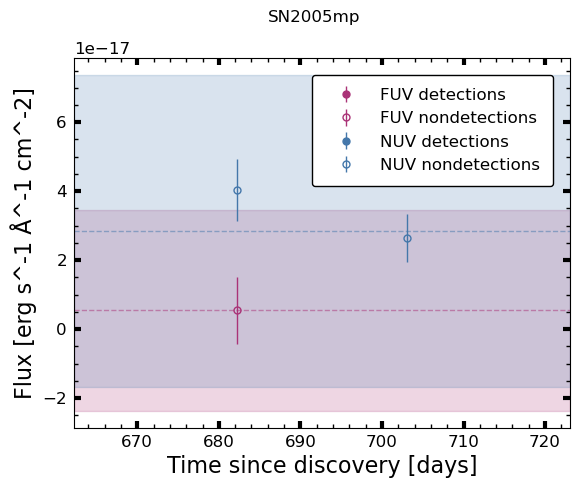 SN2005mp
1e−17
FUV detections
FUV nondetections
NUV detections
NUV nondetections
6
4
2
0
−2
Flux [erg s^-1 Å^-1 cm^-2]
670
680
690
700
710
720
Time since discovery [days]